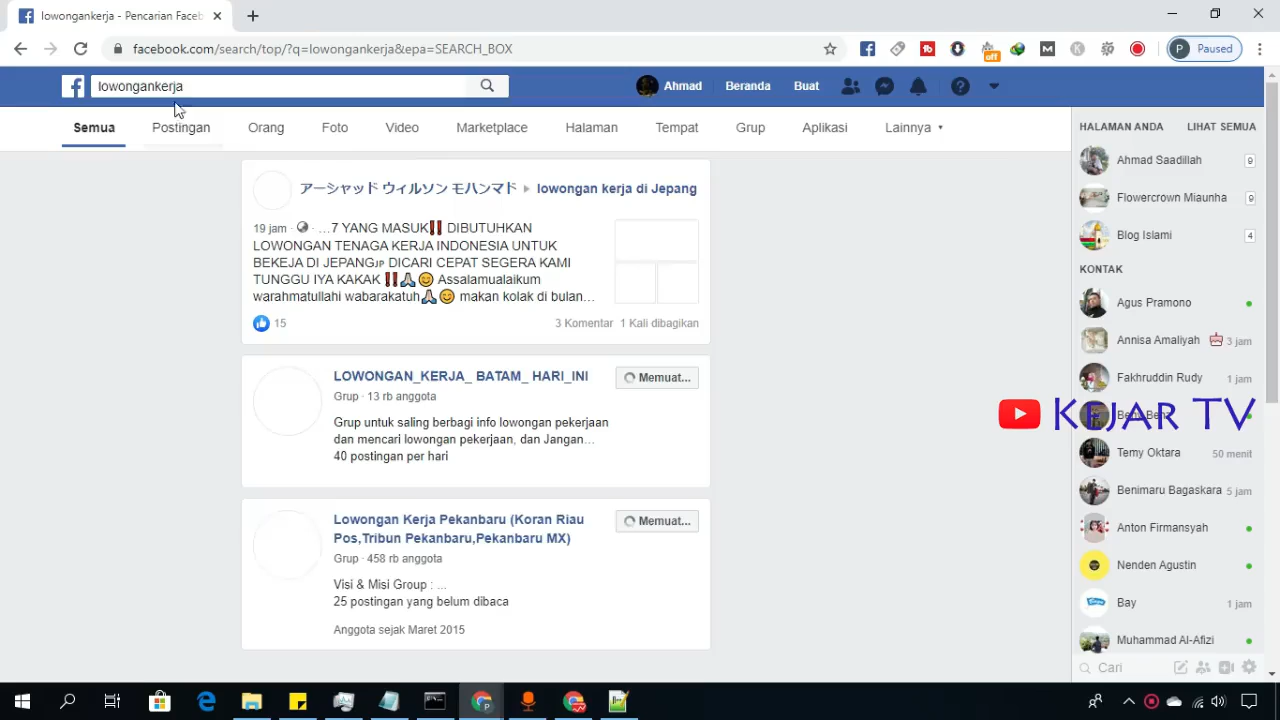 lowongankerja - Pencarian Faceb
facebook.com/search/top/?q=lowongankerja&epa=SEARCH_BOX
off
P Paused
lowongankerja
Ahmad
Beranda
Buat
Semua
Postingan
Orang
Foto
Video
Marketplace
Halaman
Tempat
Grup
Aplikasi
Lainnya
アーシャッド ウィルソン モハンマド
lowongan kerja di Jepang
19 jam · · …7 YANG MASUK‼️ DIBUTUHKAN
LOWONGAN TENAGA KERJA INDONESIA UNTUK
BEKEJA DI JEPANGJP DICARI CEPAT SEGERA KAMI
TUNGGU IYA KAKAK ‼️🙏🏻😊 Assalamualaikum
warahmatullahi wabarakatuh🙏🏻😊 makan kolak di bulan…
15
3 Komentar 1 Kali dibagikan
LOWONGAN_KERJA_ BATAM_ HARI_INI
Memuat...
Grup · 13 rb anggota
Grup untuk saling berbagi info lowongan pekerjaan
dan mencari lowongan pekerjaan, dan Jangan…
40 postingan per hari
Lowongan Kerja Pekanbaru (Koran Riau
Pos,Tribun Pekanbaru,Pekanbaru MX)
Memuat...
Grup · 458 rb anggota
Visi & Misi Group : ...
25 postingan yang belum dibaca
Anggota sejak Maret 2015
HALAMAN ANDA
LIHAT SEMUA
Ahmad Saadillah 9
Flowercrown Miaunha 9
Blog Islami 4
KONTAK
Agus Pramono
Annisa Amaliyah 3 jam
Fakhruddin Rudy 1 jam
KEJAR TV
Temy Oktara 50 menit
Benimaru Bagaskara 5 jam
Anton Firmansyah
Nenden Agustin
Bay 1 jam
Muhammad Al-Afizi
Cari